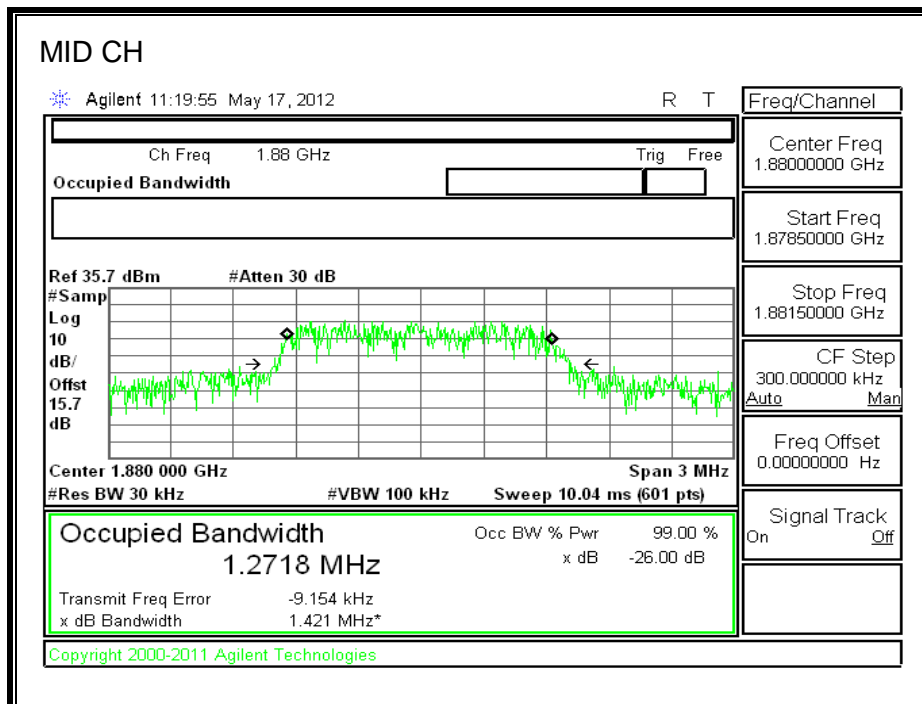 MID CH
Agilent 11:19:55 May 17, 2012 R T
Freq/Channel
Ch Freq 1.88 GHz Trig Free
Occupied Bandwidth
Center Freq
1.88000000 GHz
Start Freq
1.87850000 GHz
Stop Freq
1.88150000 GHz
CF Step
300.000000 kHz
Auto Man
Freq Offset
0.00000000 Hz
Signal Track
On Off
Ref 35.7 dBm #Atten 30 dB
#Samp
Log
10
dB/
Offst
15.7
dB
Center 1.880 000 GHz Span 3 MHz
#Res BW 30 kHz #VBW 100 kHz Sweep 10.04 ms (601 pts)
Occupied Bandwidth Occ BW % Pwr 99.00 %
1.2718 MHz x dB -26.00 dB
Transmit Freq Error -9.154 kHz
x dB Bandwidth 1.421 MHz*
Copyright 2000-2011 Agilent Technologies